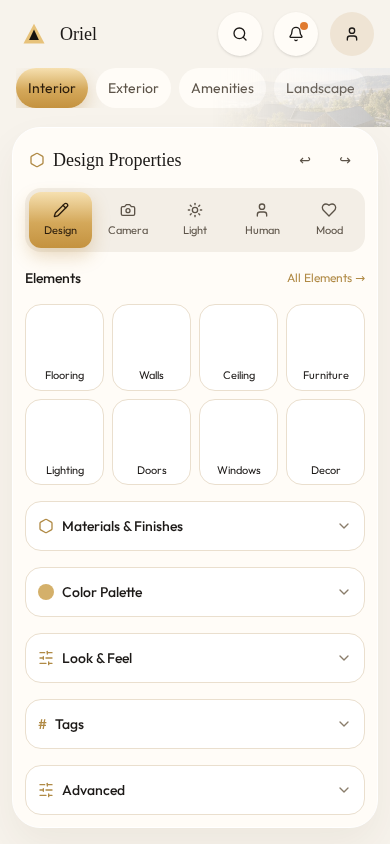 Oriel
Interior Exterior Amenities Landscape
Design Properties
Design Camera Light Human Mood
Elements All Elements →
Flooring Walls Ceiling Furniture
Lighting Doors Windows Decor
Materials & Finishes
Color Palette
Look & Feel
# Tags
Advanced